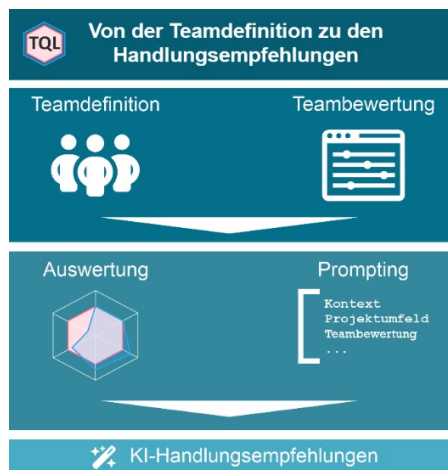 TQL
Von der Teamdefinition zu den
Handlungsempfehlungen
Teamdefinition
Teambewertung
Auswertung
Prompting
Kontext
Projektumfeld
Teambewertung
...
KI-Handlungsempfehlungen